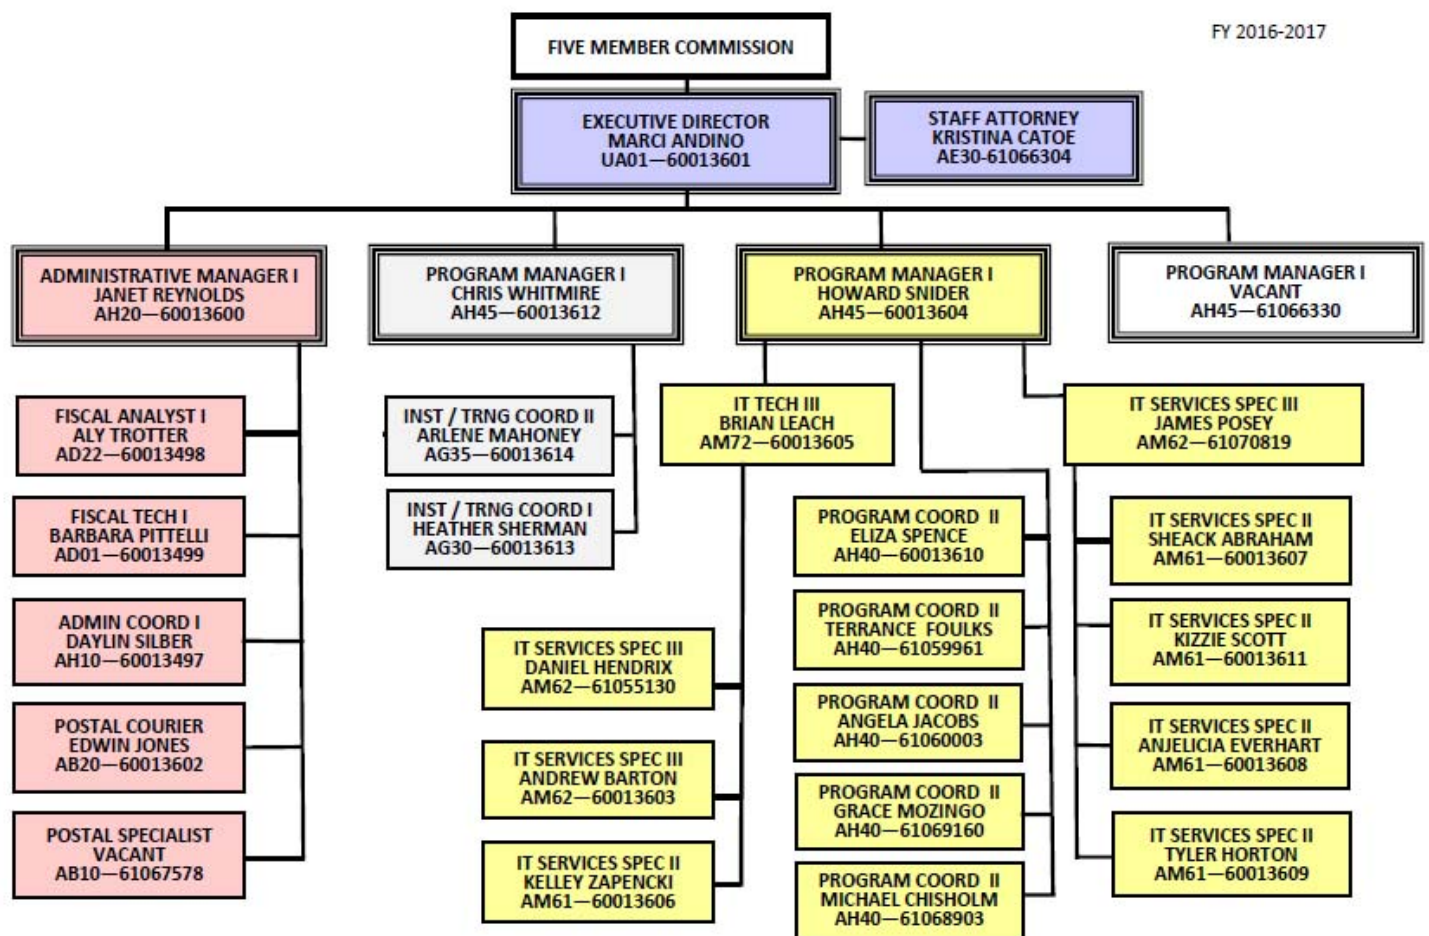 FY 2016-2017
FIVE MEMBER COMMISSION
EXECUTIVE DIRECTOR
MARCI ANDINO
UA01—60013601
STAFF ATTORNEY
KRISTINA CATOE
AE30-61066304
ADMINISTRATIVE MANAGER I
JANET REYNOLDS
AH20—60013600
PROGRAM MANAGER I
CHRIS WHITMIRE
AH45—60013612
PROGRAM MANAGER I
HOWARD SNIDER
AH45—60013604
PROGRAM MANAGER I
VACANT
AH45—61066330
FISCAL ANALYST I
ALY TROTTER
AD22—60013498
FISCAL TECH I
BARBARA PITTELLI
AD01—60013499
ADMIN COORD I
DAYLIN SILBER
AH10—60013497
POSTAL COURIER
EDWIN JONES
AB20—60013602
POSTAL SPECIALIST
VACANT
AB10—61067578
INST / TRNG COORD II
ARLENE MAHONEY
AG35—60013614
INST / TRNG COORD I
HEATHER SHERMAN
AG30—60013613
IT TECH III
BRIAN LEACH
AM72—60013605
IT SERVICES SPEC III
DANIEL HENDRIX
AM62—61055130
IT SERVICES SPEC III
ANDREW BARTON
AM62—60013603
IT SERVICES SPEC II
KELLEY ZAPENCKI
AM61—60013606
PROGRAM COORD II
ELIZA SPENCE
AH40—60013610
PROGRAM COORD II
TERRANCE FOULKS
AH40—61059961
PROGRAM COORD II
ANGELA JACOBS
AH40—61060003
PROGRAM COORD II
GRACE MOZINGO
AH40—61069160
PROGRAM COORD II
MICHAEL CHISHOLM
AH40—61068903
IT SERVICES SPEC III
JAMES POSEY
AM62—61070819
IT SERVICES SPEC II
SHEACK ABRAHAM
AM61—60013607
IT SERVICES SPEC II
KIZZIE SCOTT
AM61—60013611
IT SERVICES SPEC II
ANJELICIA EVERHART
AM61—60013608
IT SERVICES SPEC II
TYLER HORTON
AM61—60013609